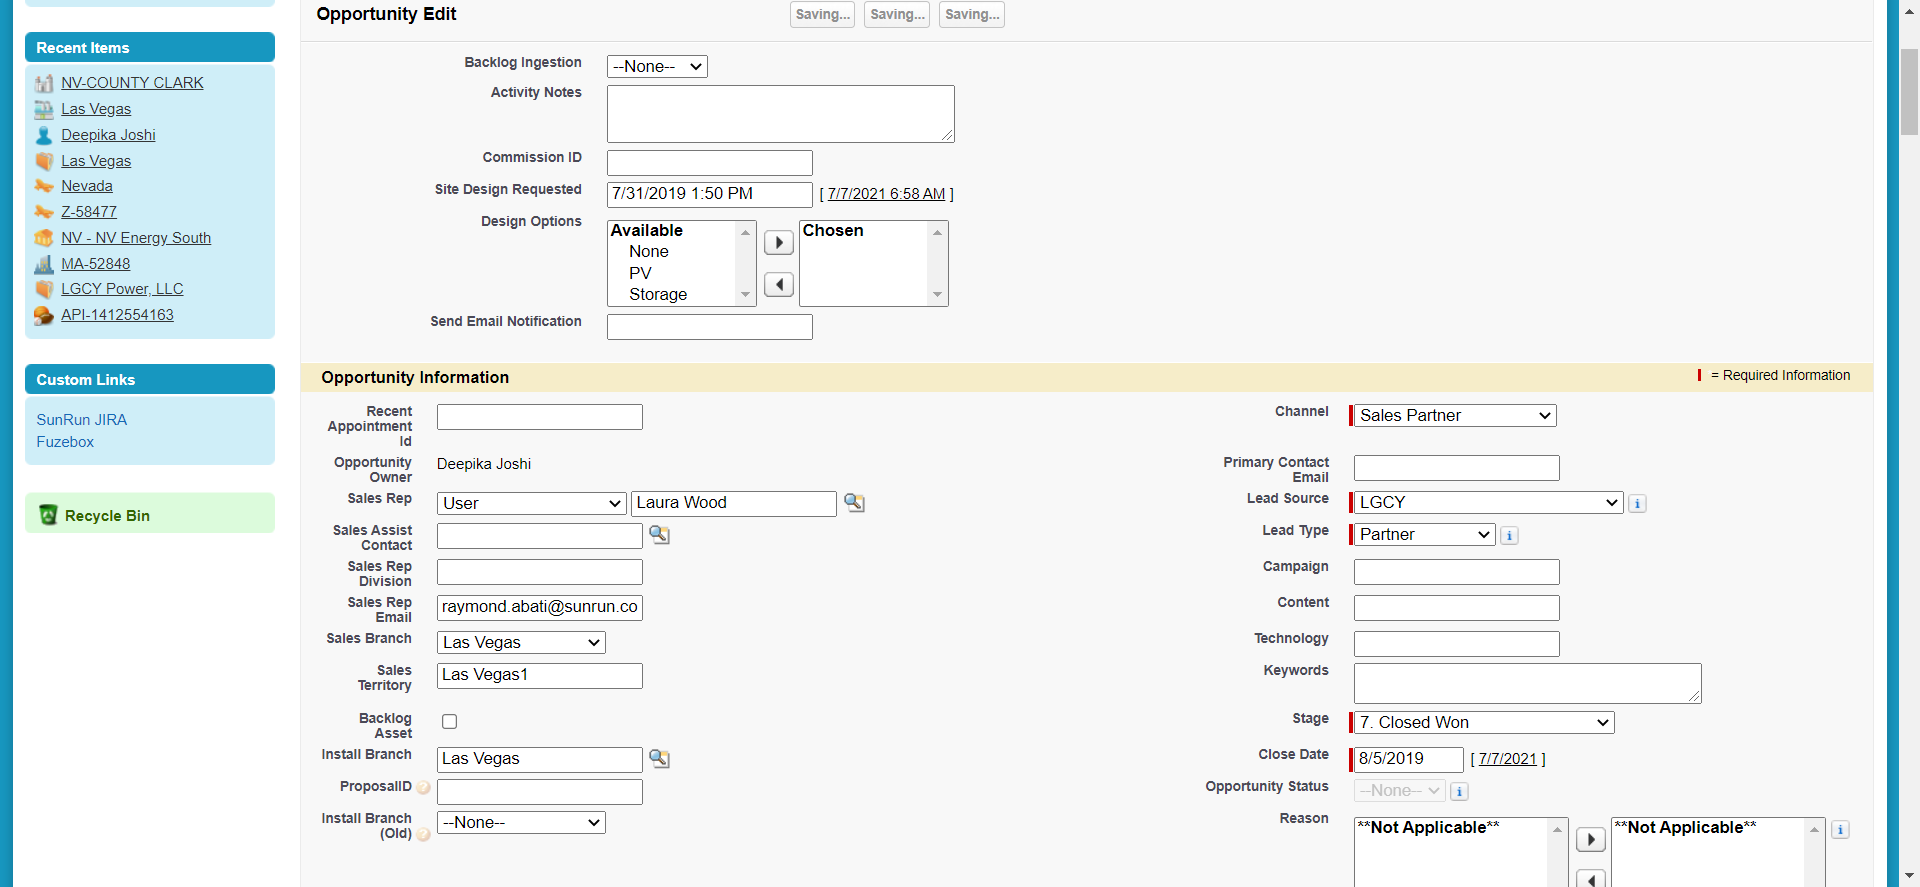 Opportunity Edit
Saving...
Saving...
Saving...
Recent Items
NV-COUNTY CLARK
Las Vegas
Deepika Joshi
Las Vegas
Nevada
Z-58477
NV - NV Energy South
MA-52848
LGCY Power, LLC
API-1412554163
Custom Links
SunRun JIRA
Fuzebox
Recycle Bin
Backlog Ingestion
--None--
Activity Notes
Commission ID
Site Design Requested
7/31/2019 1:50 PM
[ 7/7/2021 6:58 AM ]
Design Options
Available
None
PV
Storage
Chosen
Send Email Notification
Opportunity Information
= Required Information
Recent
Appointment
Id
Opportunity
Owner
Deepika Joshi
Sales Rep
User
Laura Wood
Sales Assist
Contact
Sales Rep
Division
Sales Rep
Email
raymond.abati@sunrun.co
Sales Branch
Las Vegas
Sales
Territory
Las Vegas1
Backlog
Asset
Install Branch
Las Vegas
ProposalID
Install Branch
(Old)
--None--
Channel
Sales Partner
Primary Contact
Email
Lead Source
LGCY
Lead Type
Partner
Campaign
Content
Technology
Keywords
Stage
7. Closed Won
Close Date
8/5/2019
[ 7/7/2021 ]
Opportunity Status
--None--
Reason
**Not Applicable**
**Not Applicable**